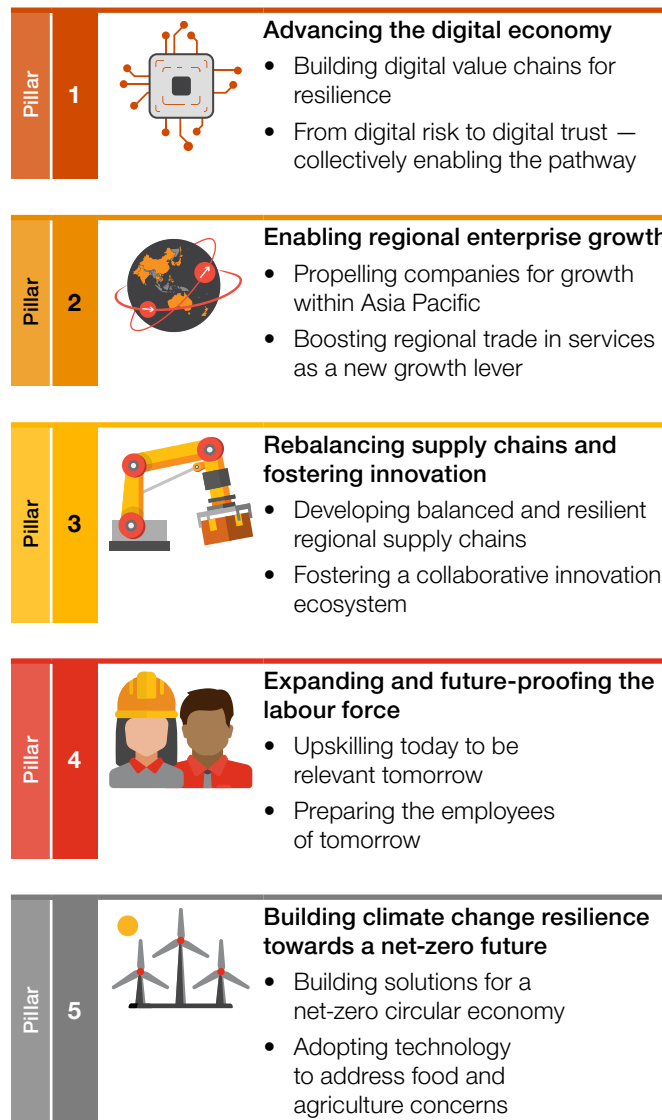 Pillar
1
Advancing the digital economy
• Building digital value chains for
resilience
• From digital risk to digital trust —
collectively enabling the pathway
Pillar
2
Enabling regional enterprise growth
• Propelling companies for growth
within Asia Pacific
• Boosting regional trade in services
as a new growth lever
Pillar
3
Rebalancing supply chains and
fostering innovation
• Developing balanced and resilient
regional supply chains
• Fostering a collaborative innovation
ecosystem
Pillar
4
Expanding and future-proofing the
labour force
• Upskilling today to be
relevant tomorrow
• Preparing the employees
of tomorrow
Pillar
5
Building climate change resilience
towards a net-zero future
• Building solutions for a
net-zero circular economy
• Adopting technology
to address food and
agriculture concerns